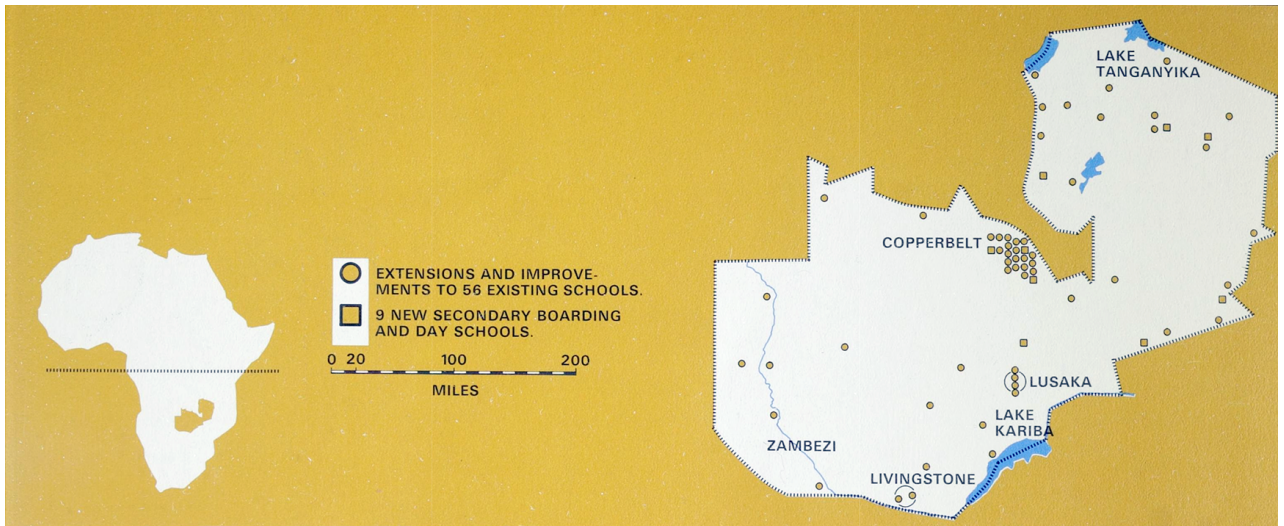 EXTENSIONS AND IMPROVE-
MENTS TO 56 EXISTING SCHOOLS.
9 NEW SECONDARY BOARDING
AND DAY SCHOOLS.
0 20 100 200
MILES
LAKE
TANGANYIKA
COPPERBELT
LUSAKA
LAKE
KARIBA
ZAMBEZI
LIVINGSTONE